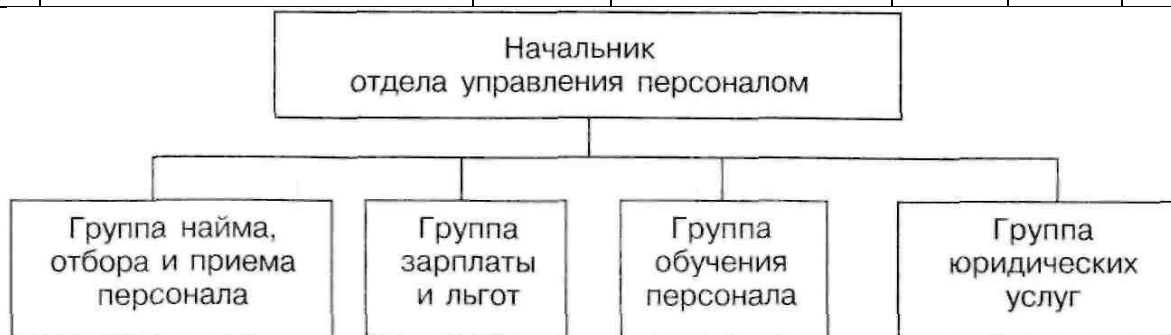 Начальник
отдела управления персоналом
Группа найма,
отбора и приема
персонала
Группа
зарплаты
и льгот
Группа
обучения
персонала
Группа
юридических
услуг